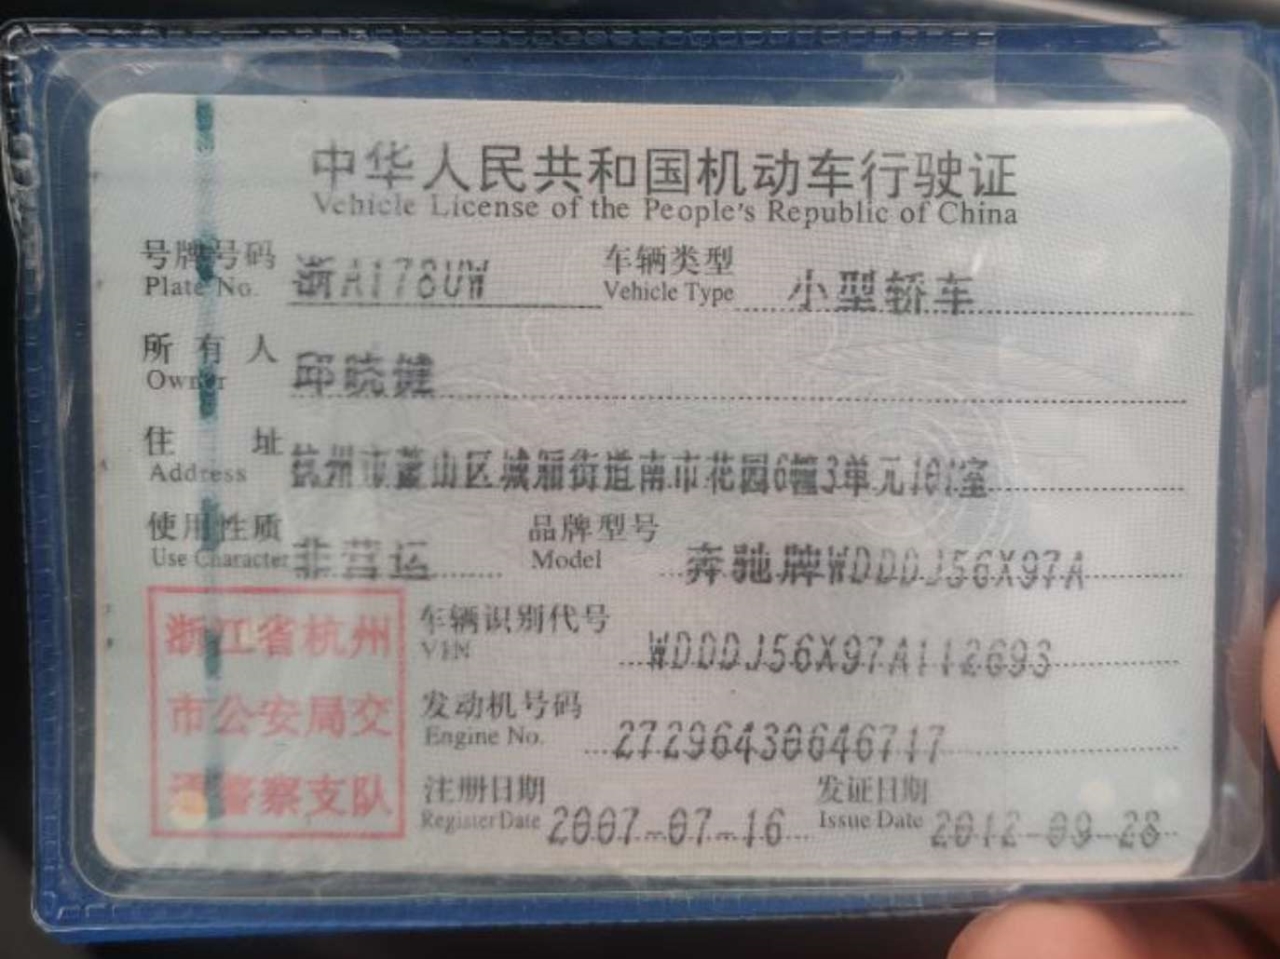 中华人民共和国机动车行驶证
Vehicle License of the People's Republic of China
号牌号码 浙A178UW 车辆类型 小型轿车
Plate No. Vehicle Type
所有人 邱晓健
Owner
住址 杭州市萧山区城厢街道南市花园6幢3单元101室
Address
使用性质 非营运 品牌型号 奔驰牌WDDDJ56X97A
Use Character Model
浙江省杭州
市公安局交
通警察支队
车辆识别代号 WDDDJ56X97A112693
VIN
发动机号码 27296430646717
Engine No.
注册日期 2007-07-16 发证日期 2012-09-28
Register Date Issue Date